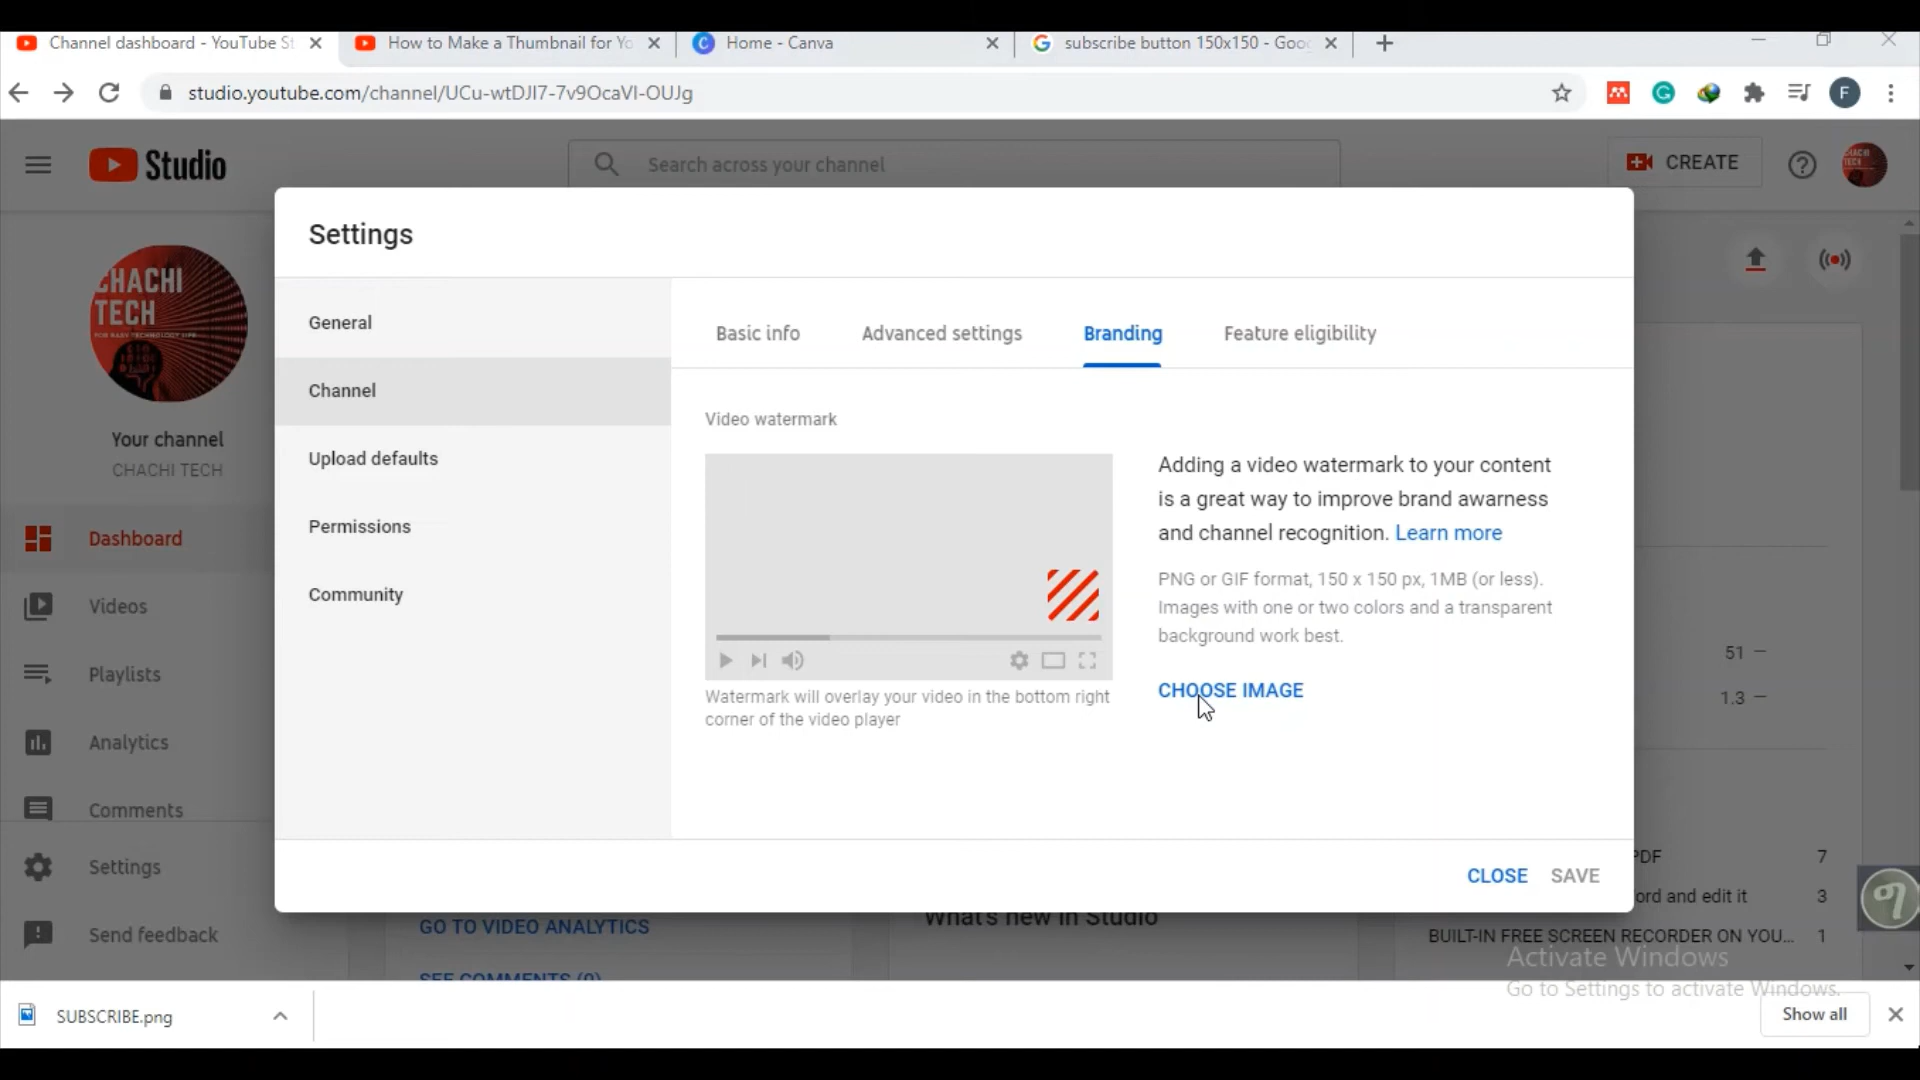 Channel dashboard - YouTube St
How to Make a Thumbnail for Yo
Home - Canva
subscribe button 150x150 - Goo
studio.youtube.com/channel/UCu-wtDJI7-7v9OcaVI-OUJg
F
Studio
Search across your channel
CREATE
CHACHI
TECH
Your channel
CHACHI TECH
Dashboard
Videos
Playlists
Analytics
Comments
Settings
Send feedback
Settings
General
Channel
Upload defaults
Permissions
Community
Basic info
Advanced settings
Branding
Feature eligibility
Video watermark
Watermark will overlay your video in the bottom right
corner of the video player
Adding a video watermark to your content
is a great way to improve brand awarness
and channel recognition. Learn more
PNG or GIF format, 150 x 150 px, 1MB (or less).
Images with one or two colors and a transparent
background work best.
CHOOSE IMAGE
CLOSE
SAVE
51 –
1.3 –
PDF 7
ord and edit it 3
BUILT-IN FREE SCREEN RECORDER ON YOU... 1
GO TO VIDEO ANALYTICS
SEE COMMENTS (0)
What's new in Studio
Activate Windows
Go to Settings to activate Windows.
SUBSCRIBE.png
Show all